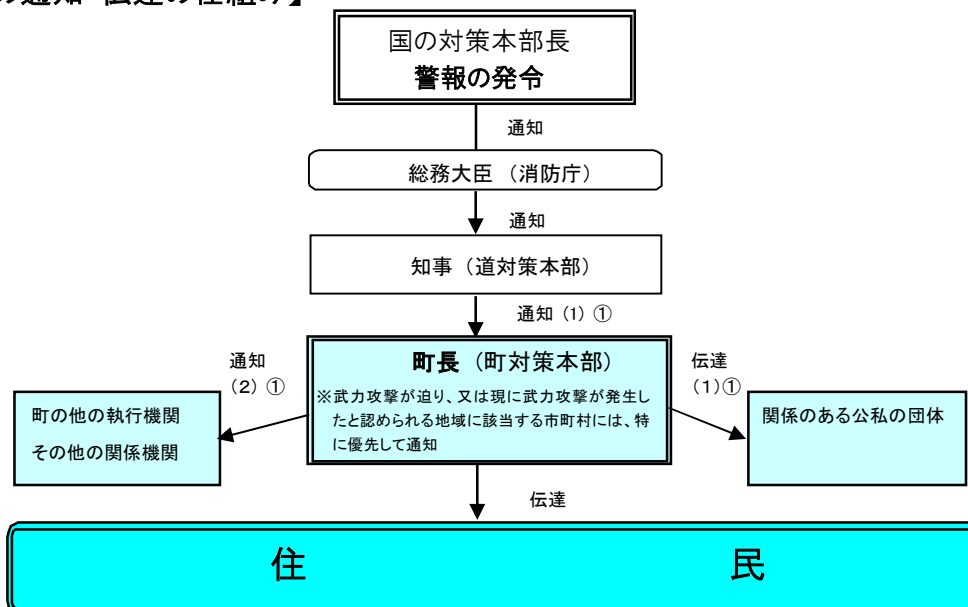 通知 伝達の仕組み】
国の対策本部長
警報の発令
通知
総務大臣（消防庁）
通知
知事（道対策本部）
通知（1）①
町長（町対策本部）
※武力攻撃が迫り、又は現に武力攻撃が発生し
たと認められる地域に該当する市町村には、特
に優先して通知
通知
（2）①
伝達
（1）①
町の他の執行機関
その他の関係機関
関係のある公私の団体
伝達
住 民